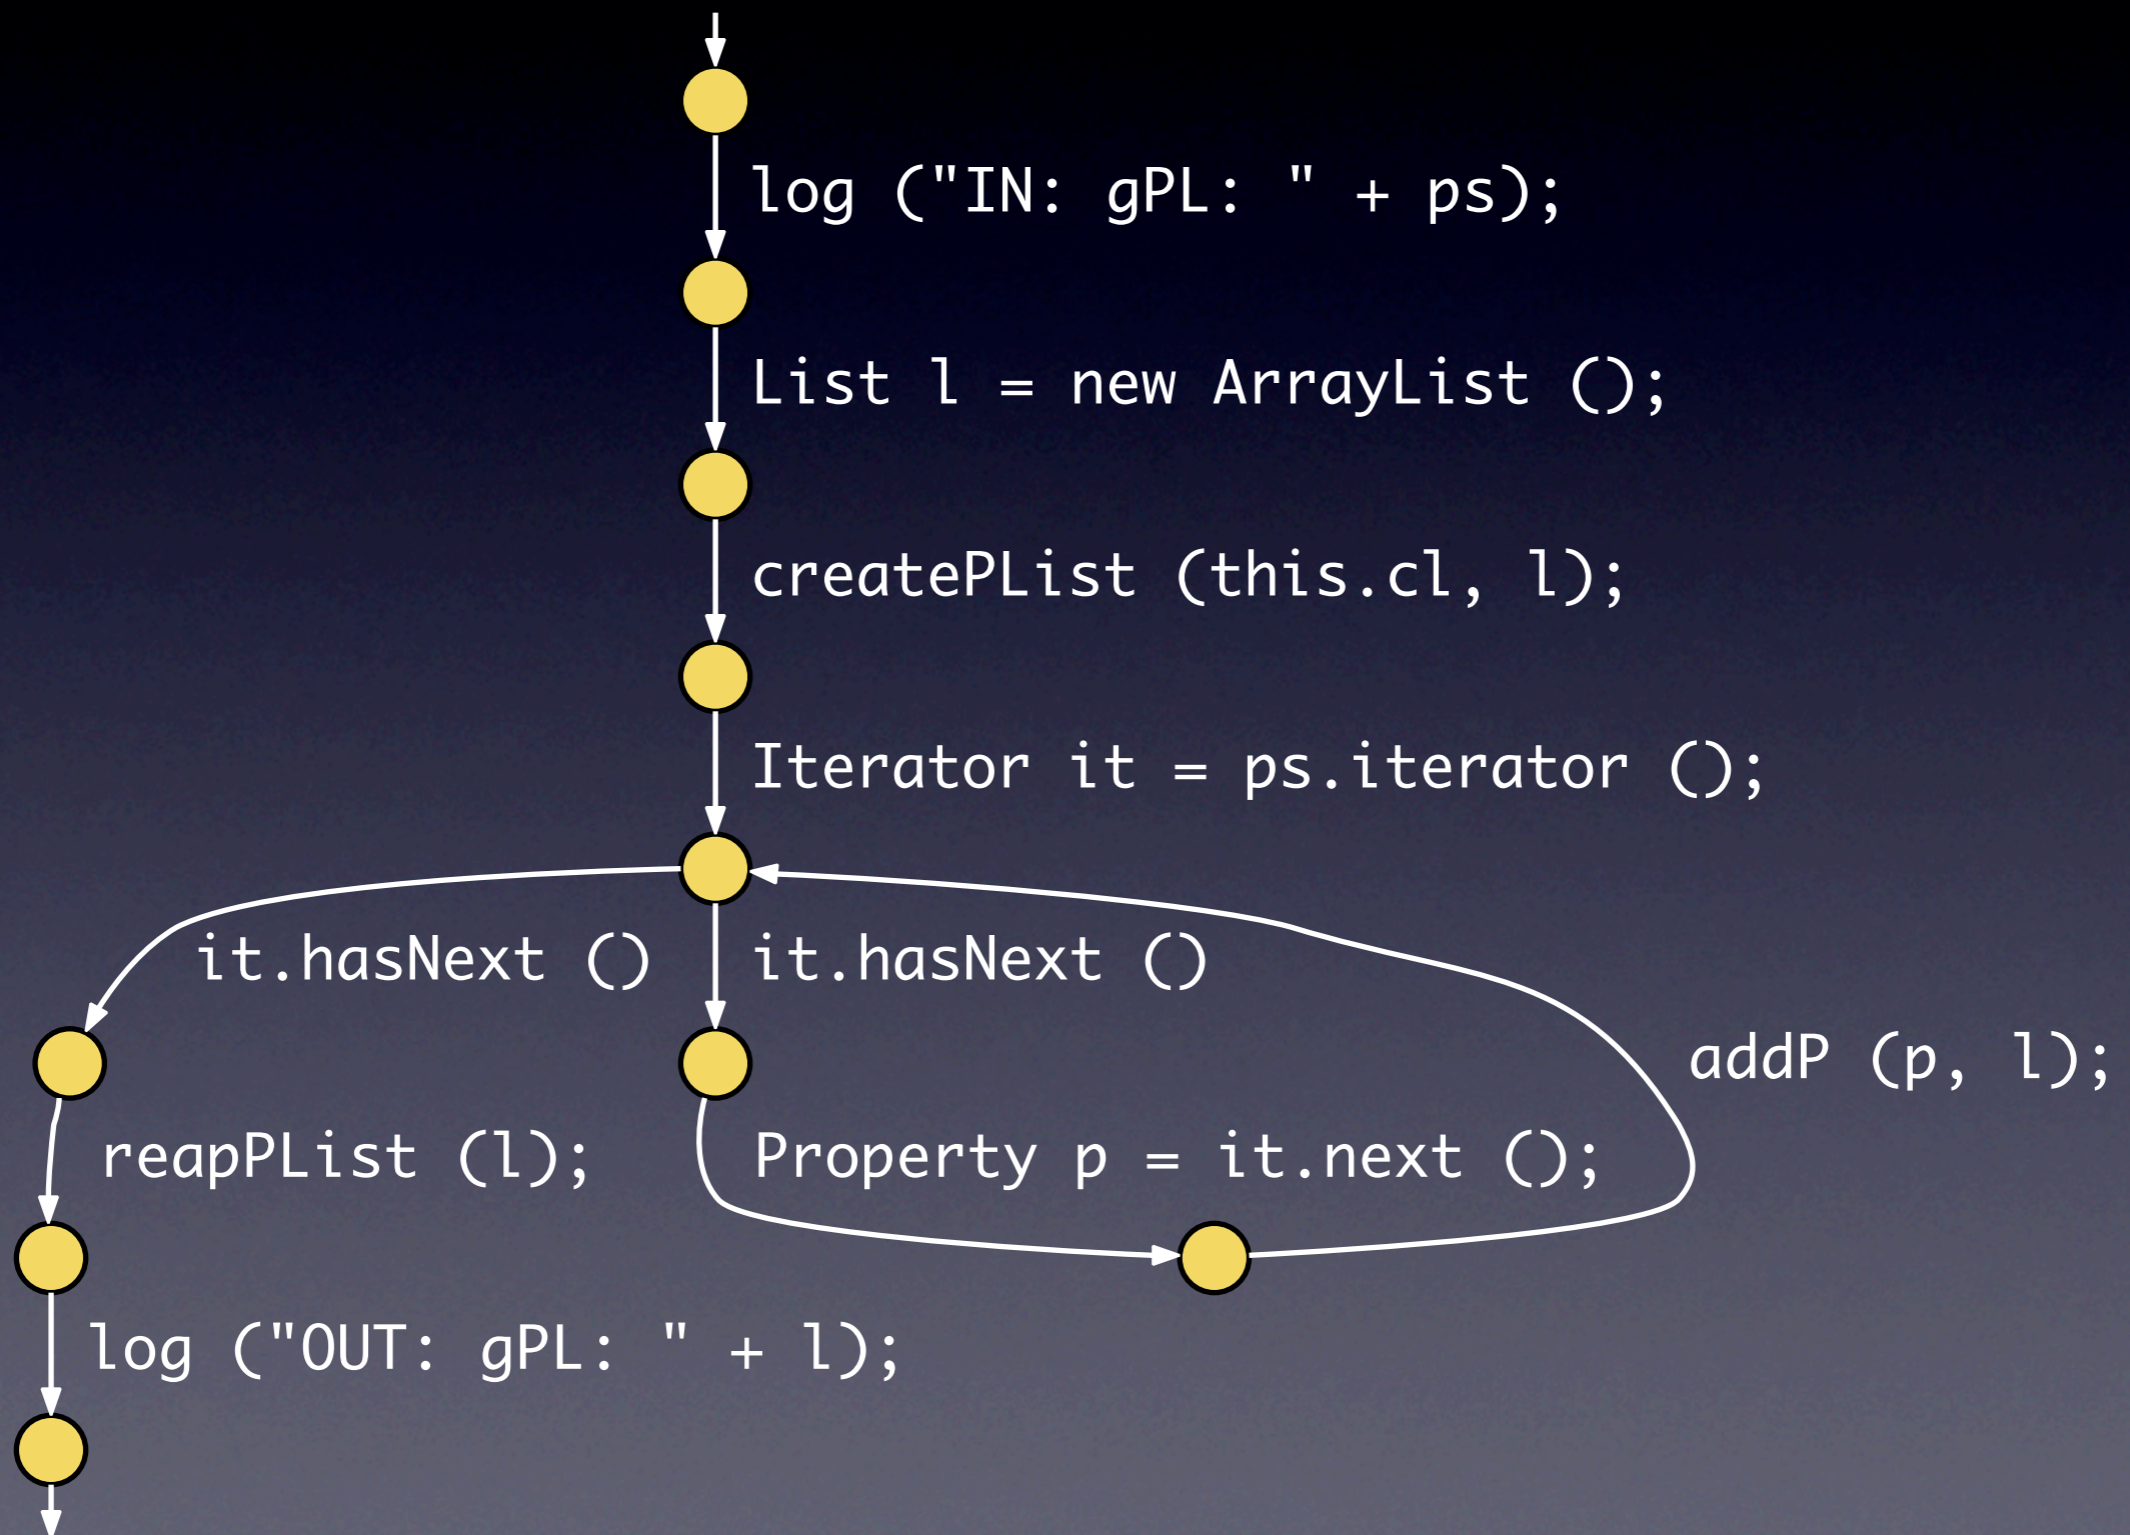 log ("IN: gPL: " + ps);
List l = new ArrayList ();
createPList (this.cl, l);
Iterator it = ps.iterator ();
it.hasNext ()
it.hasNext ()
addP (p, l);
reapPList (l);
Property p = it.next ();
log ("OUT: gPL: " + l);